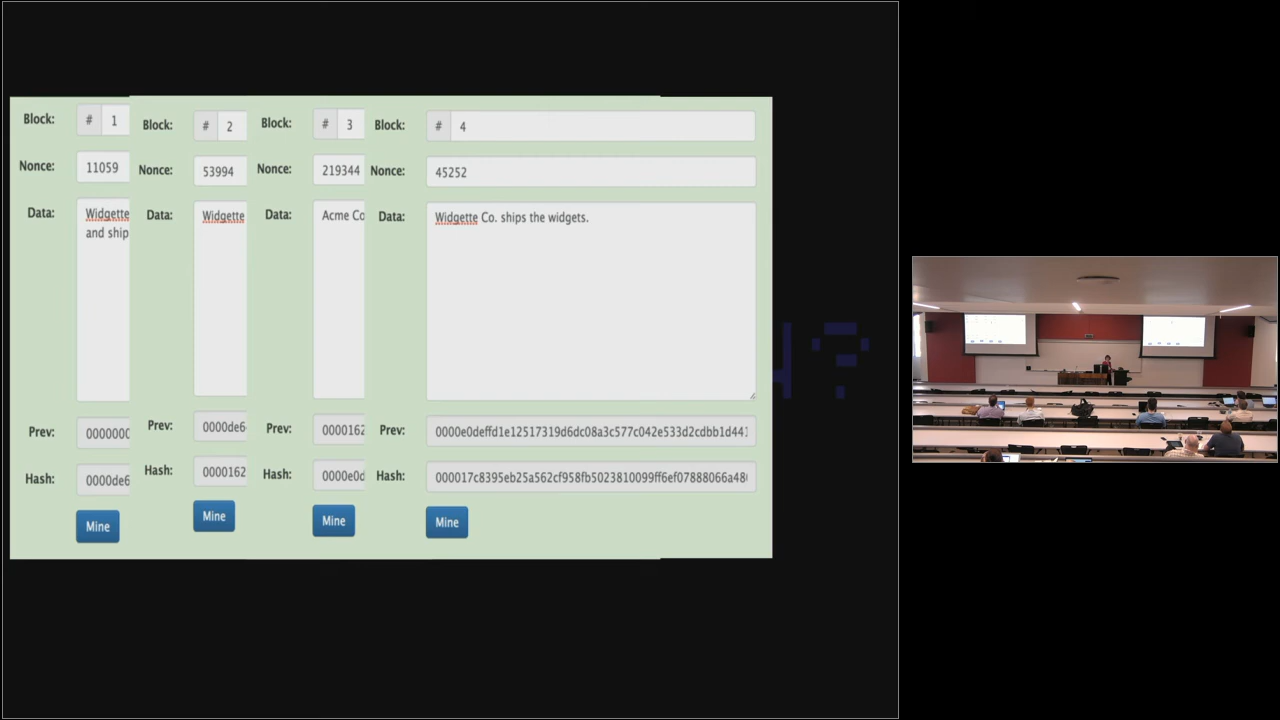 Block: # 1
Nonce: 11059
Data: Widgette
and ship
Prev: 0000000
Hash: 0000de6
Mine
Block: # 2
Nonce: 53994
Data: Widgette
Prev: 0000de6
Hash: 0000162
Mine
Block: # 3
Nonce: 219344
Data: Acme Co
Prev: 0000162
Hash: 0000e0d
Mine
Block: # 4
Nonce: 45252
Data: Widgette Co. ships the widgets.
Prev: 0000e0deffd1e12517319d6dc08a3c577c042e533d2cdbb1d441
Hash: 000017c8395eb25a562cf958fb5023810099ff6ef07888066a48
Mine
?